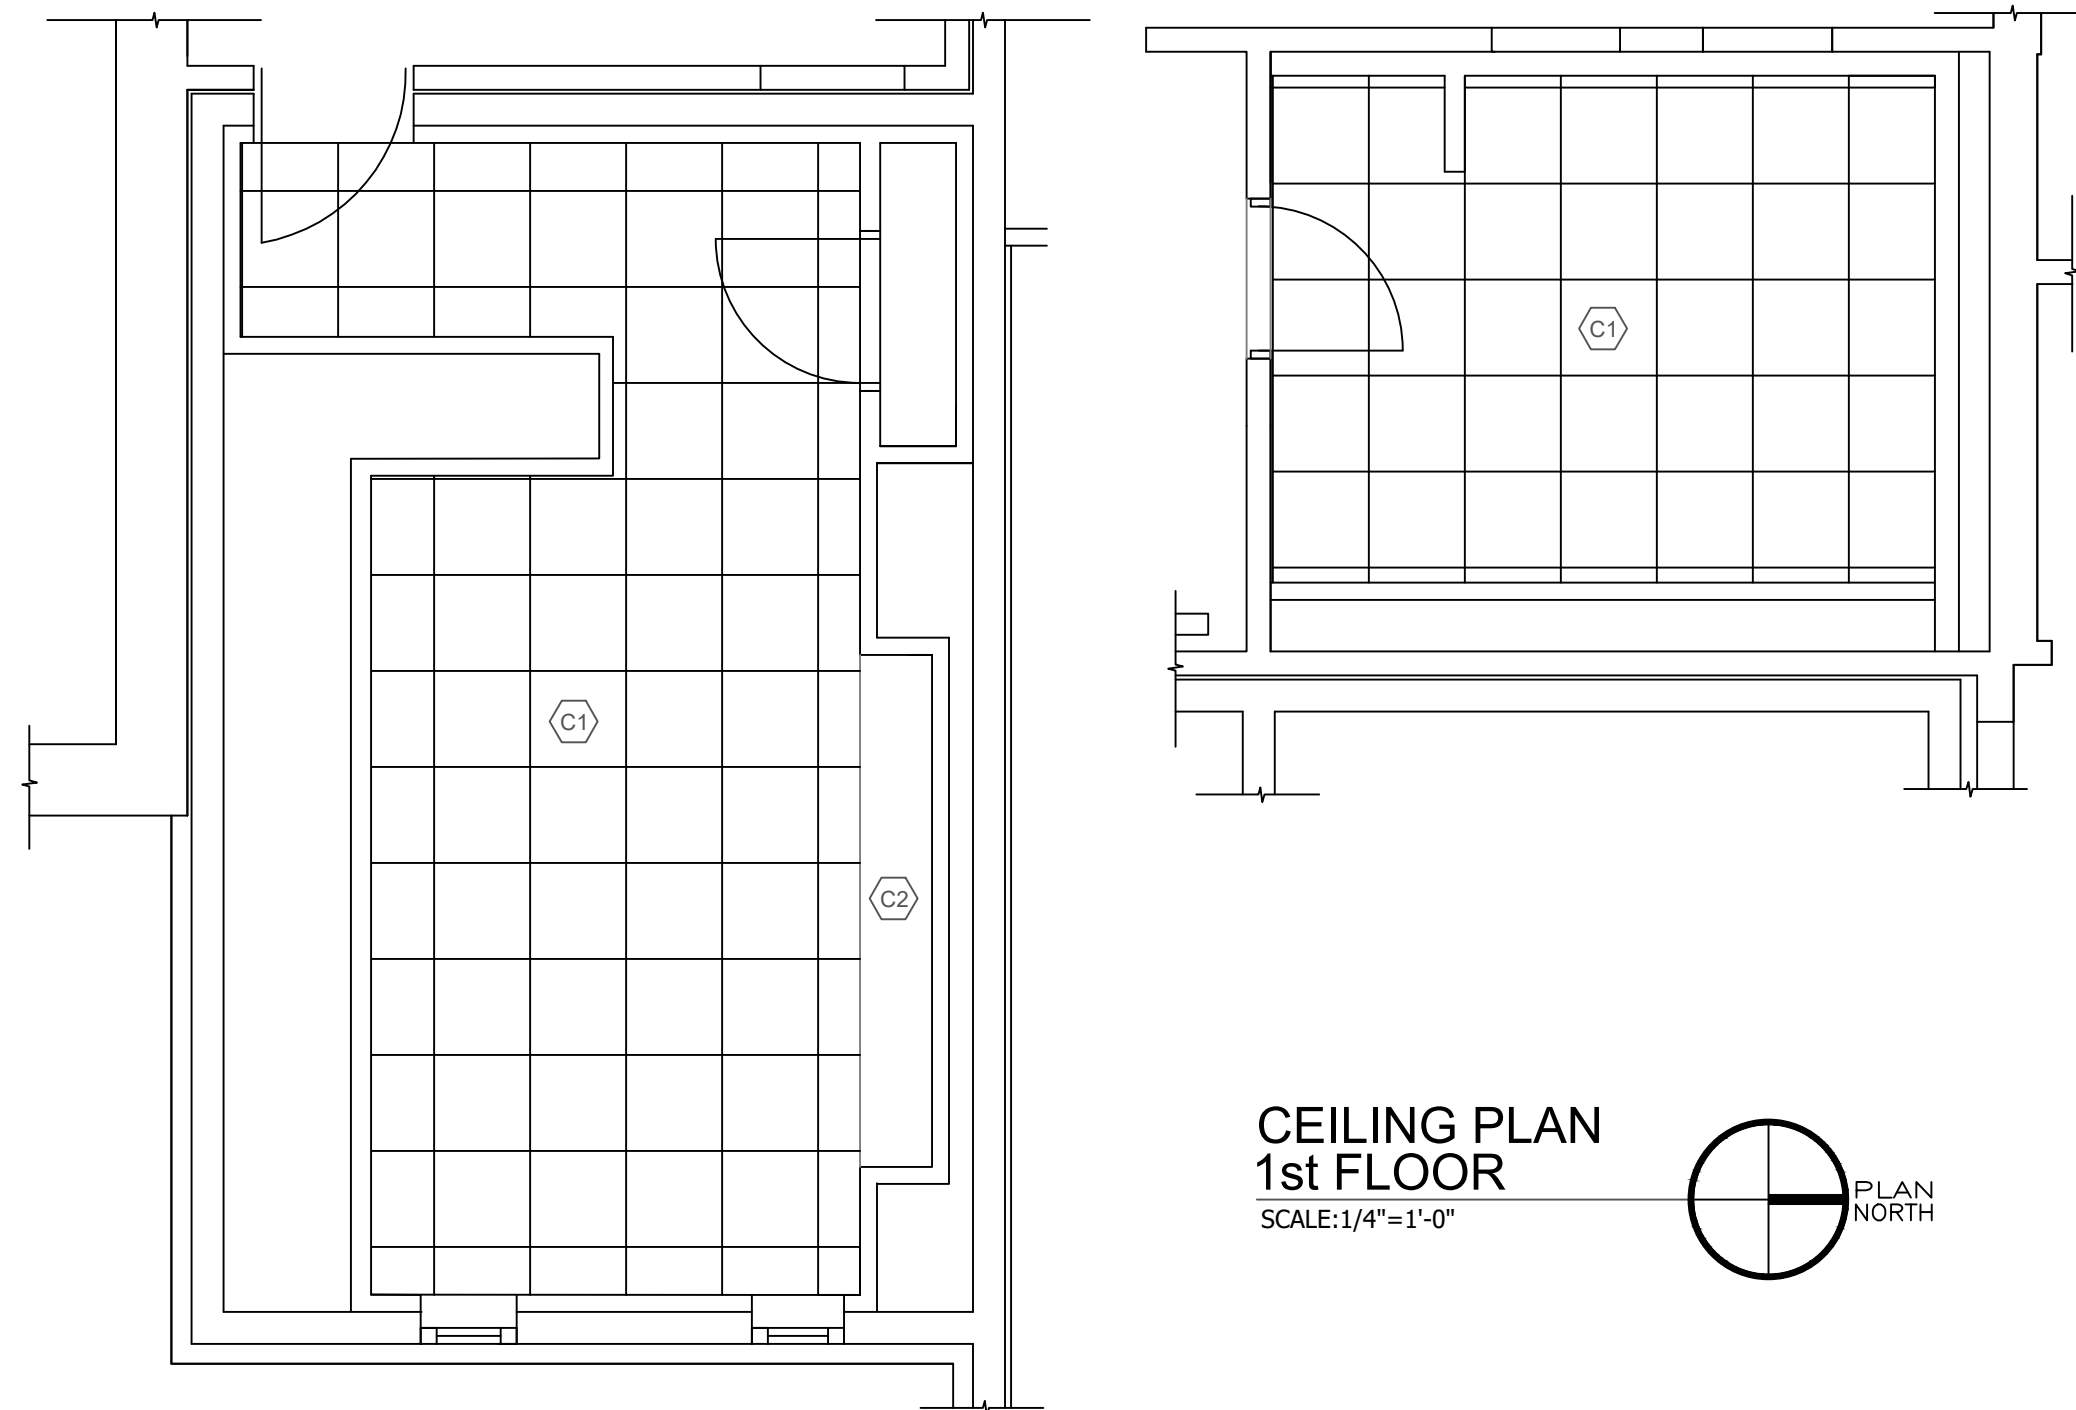 C1
C1
C2
CEILING PLAN
1st FLOOR
SCALE:1/4"=1'-0"
PLAN
NORTH